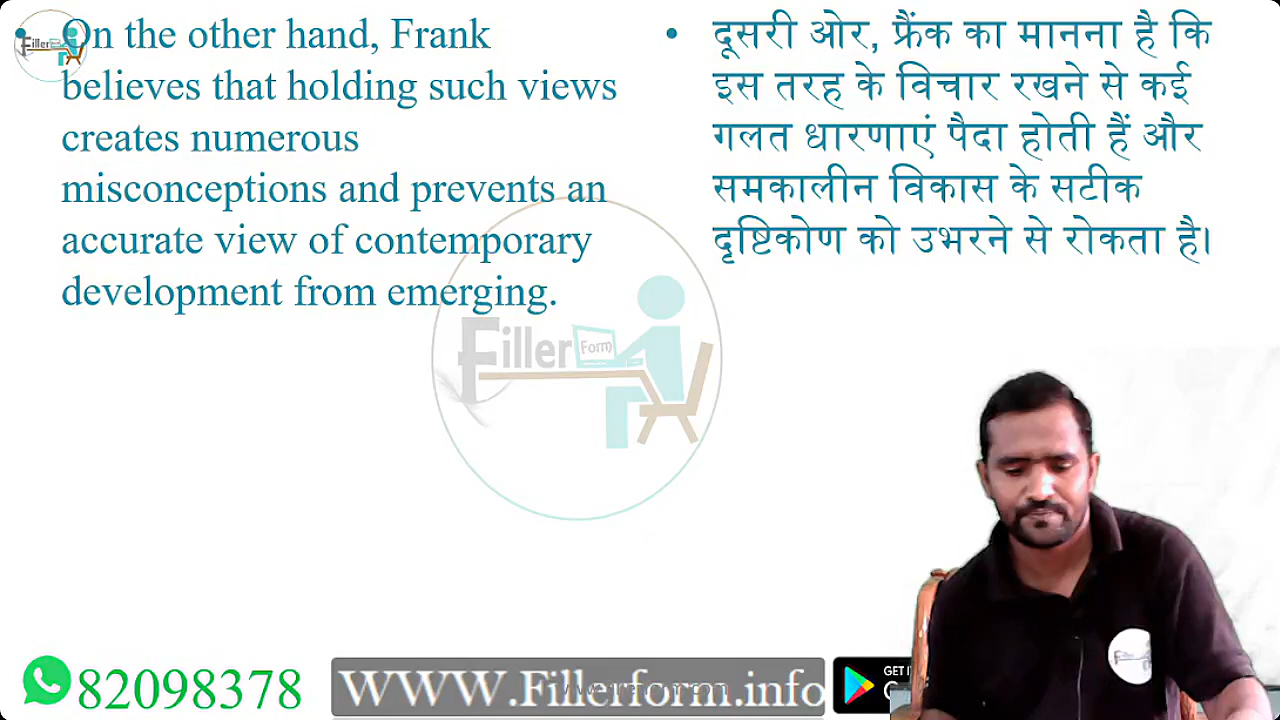 • On the other hand, Frank
believes that holding such views
creates numerous
misconceptions and prevents an
accurate view of contemporary
development from emerging.
• दूसरी ओर, फ्रैंक का मानना है कि
इस तरह के विचार रखने से कई
गलत धारणाएं पैदा होती हैं और
समकालीन विकास के सटीक
दृष्टिकोण को उभरने से रोकता है।
Filler Form
82098378
WWW.Fillerform.info
GET I